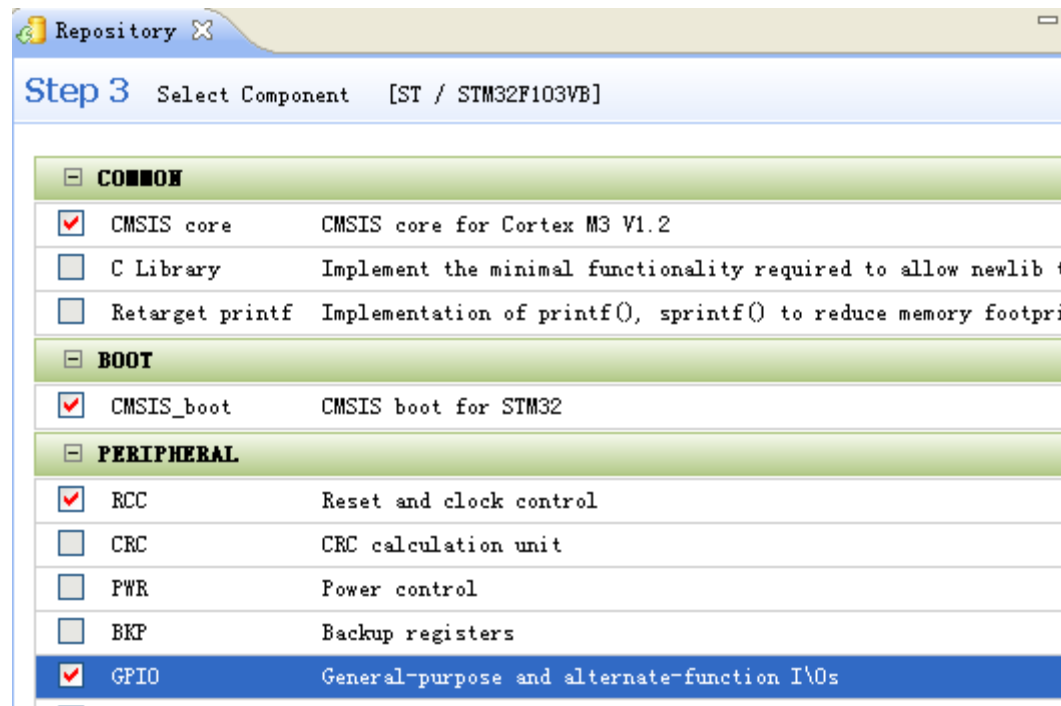 Repository
Step 3 Select Component [ST / STM32F103VB]
COMMON
CMSIS core CMSIS core for Cortex M3 V1.2
C Library Implement the minimal functionality required to allow newlib
Retarget printf Implementation of printf(), sprintf() to reduce memory footpri
BOOT
CMSIS_boot CMSIS boot for STM32
PERIPHERAL
RCC Reset and clock control
CRC CRC calculation unit
PWR Power control
BKP Backup registers
GPIO General-purpose and alternate-function I\Os